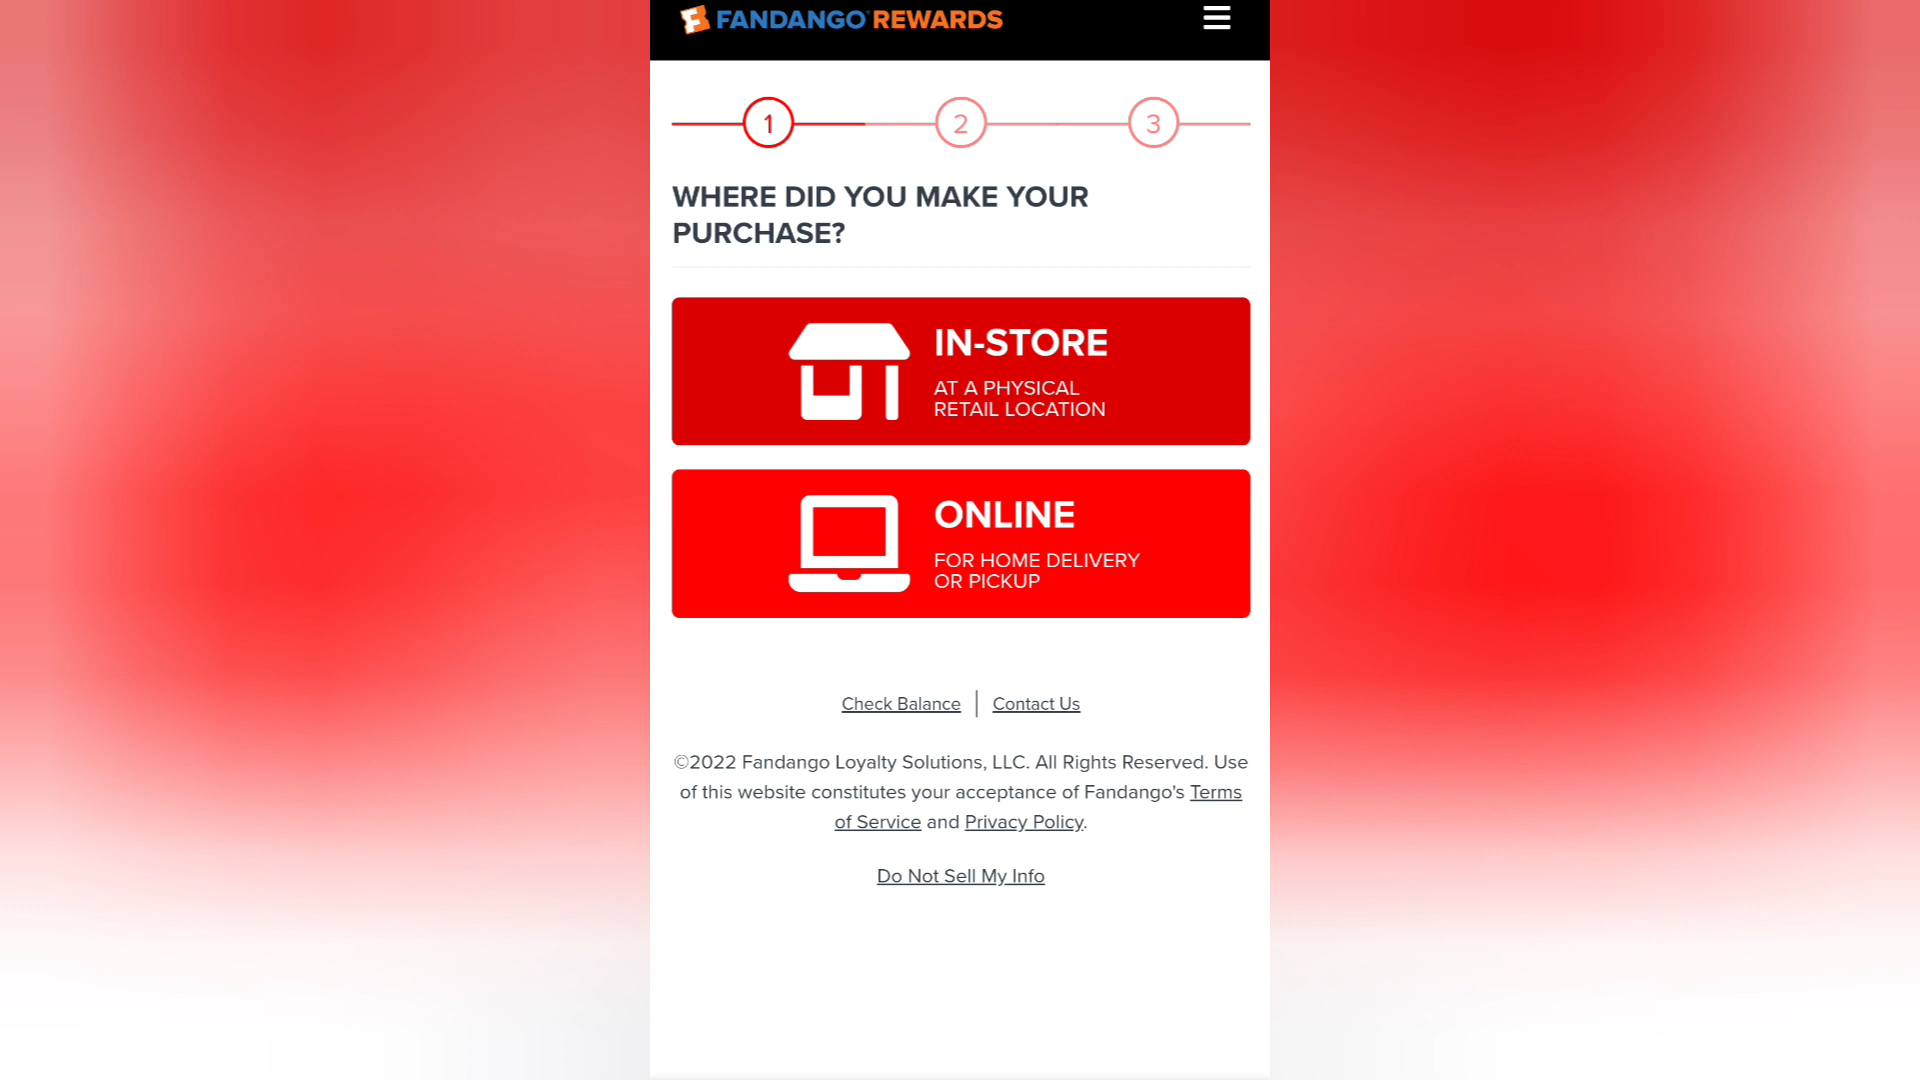 FANDANGO REWARDS
1 2 3
WHERE DID YOU MAKE YOUR
PURCHASE?
IN-STORE
AT A PHYSICAL
RETAIL LOCATION
ONLINE
FOR HOME DELIVERY
OR PICKUP
Check Balance | Contact Us
©2022 Fandango Loyalty Solutions, LLC. All Rights Reserved. Use
of this website constitutes your acceptance of Fandango's Terms
of Service and Privacy Policy.
Do Not Sell My Info